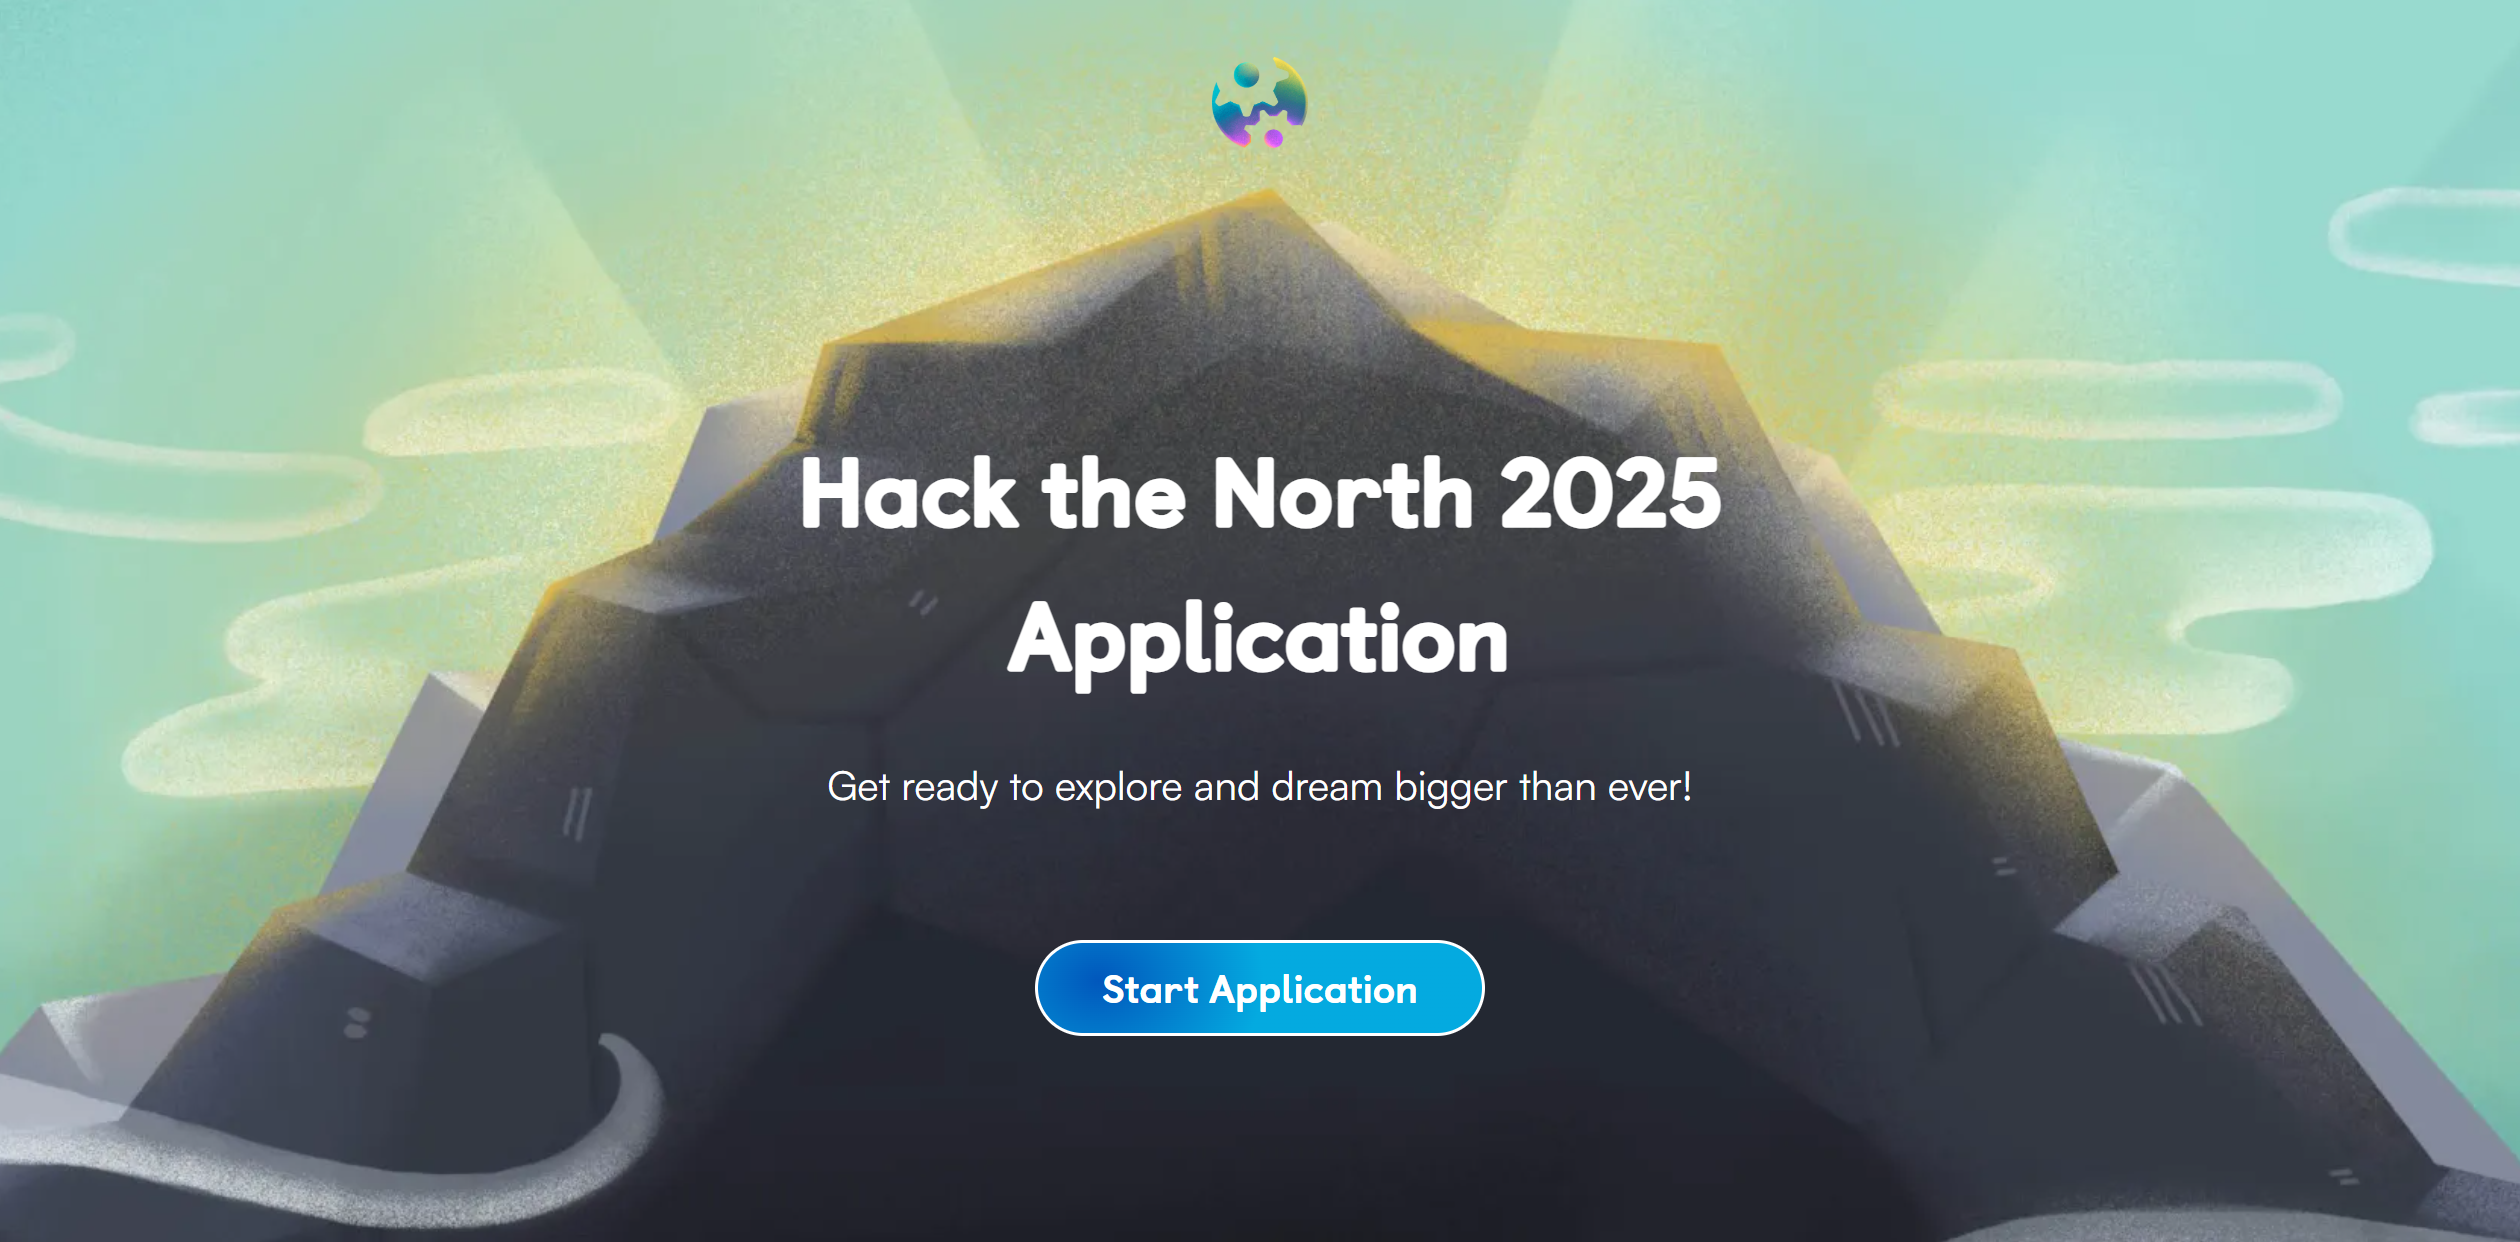 Hack the North 2025
Application
Get ready to explore and dream bigger than ever!
Start Application